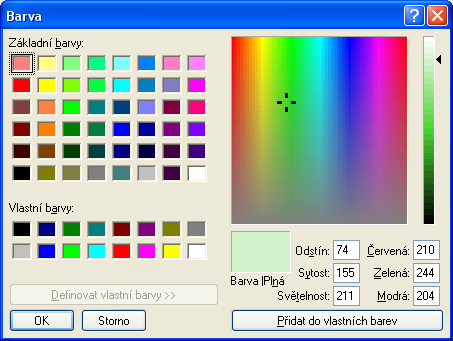 Barva
Základní barvy:
Vlastní barvy:
Definovat vlastní barvy >>
OK
Storno
Barva |Plná
Odstín: 74
Sytost: 155
Světelnost: 211
Červená: 210
Zelená: 244
Modrá: 204
Přidat do vlastních barev